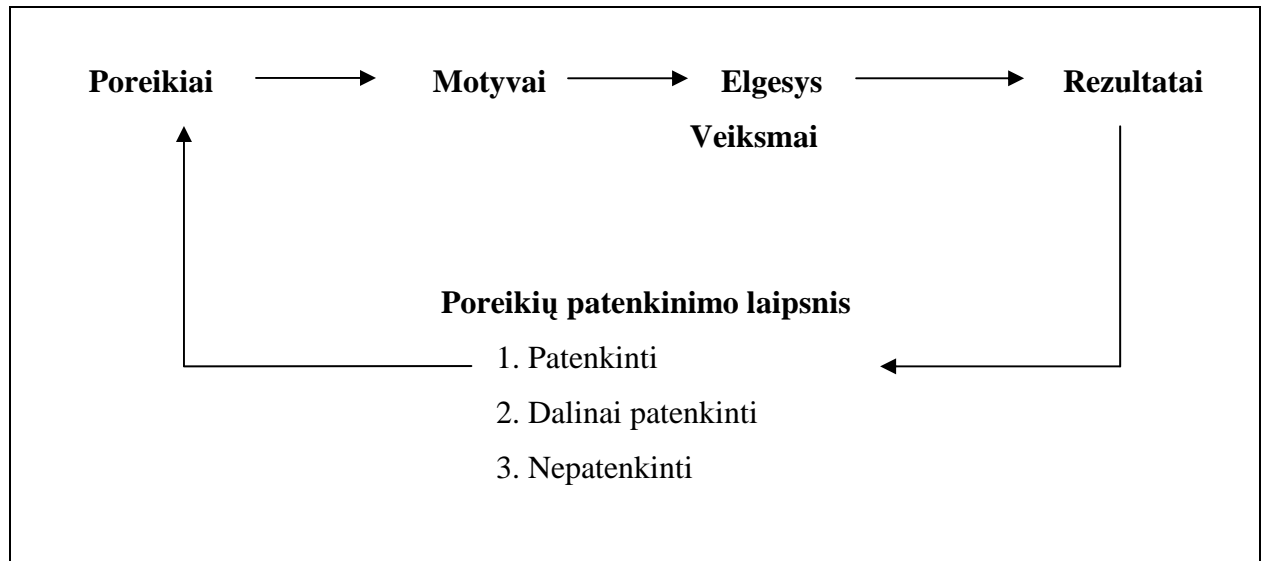 Poreikiai Motyvai Elgesys Rezultatai
Veiksmai
Poreikių patenkinimo laipsnis
1. Patenkinti
2. Dalinai patenkinti
3. Nepatenkinti